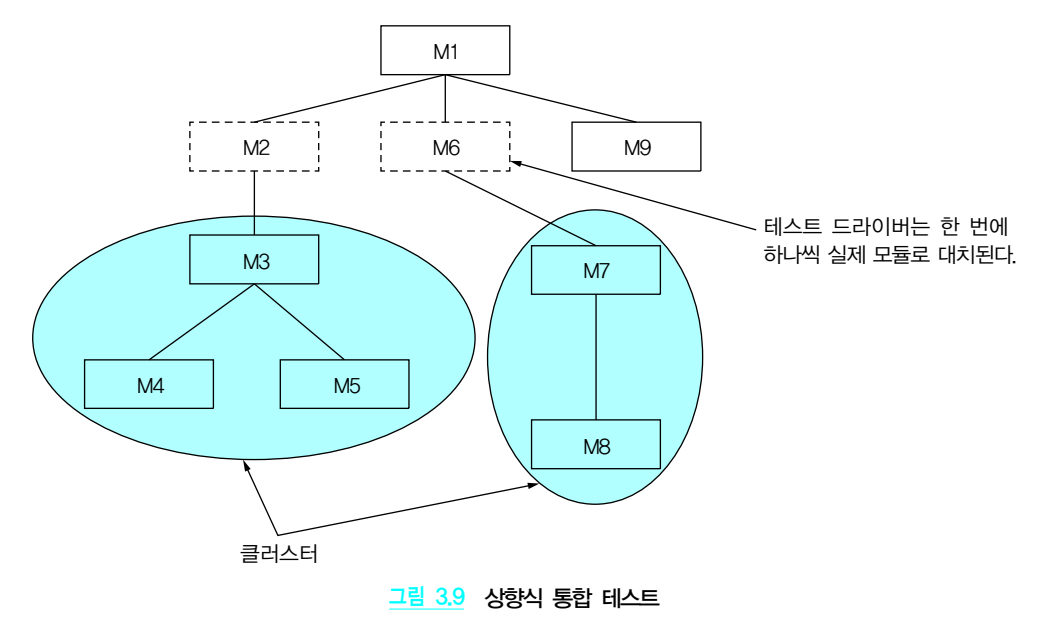 M1
M2
M6
M9
테스트 드라이버는 한 번에
하나씩 실제 모듈로 대치된다.
M3
M7
M4
M5
M8
클러스터
그림 3.9 상향식 통합 테스트